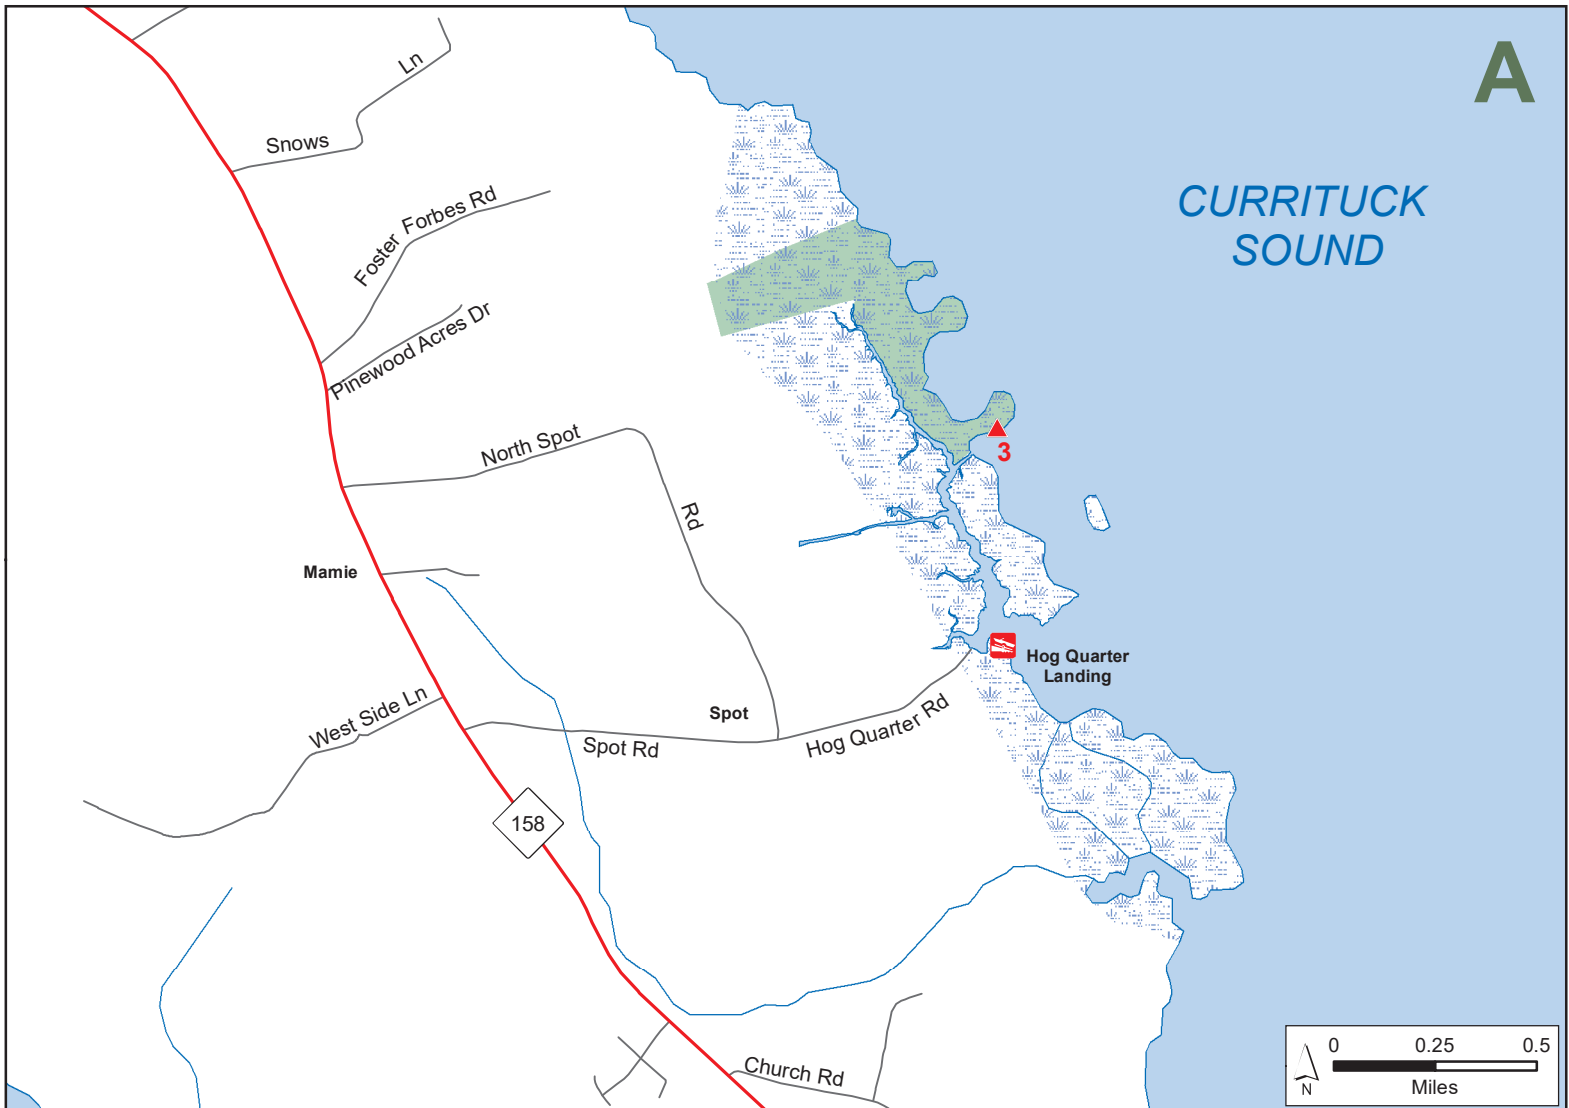 A
Snows
Ln
CURRITUCK
SOUND
Foster Forbes Rd
Pinewood Acres Dr
North Spot
Rd
3
Mamie
Hog Quarter
Landing
West Side Ln
Spot
Spot Rd
Hog Quarter Rd
158
Church Rd
0 0.25 0.5
Miles
N